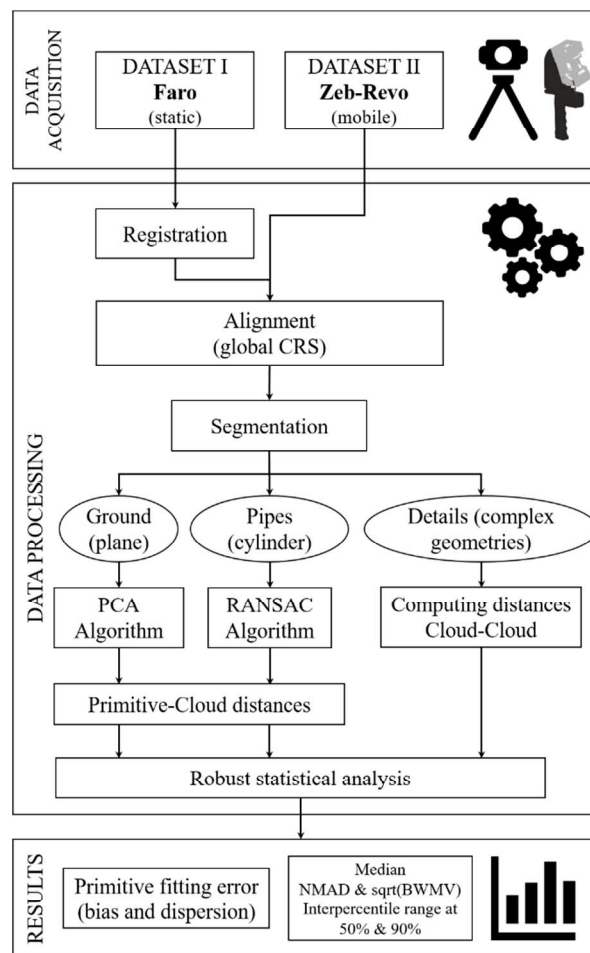 DATA
ACQUISITION
DATASET I
Faro
(static)
DATASET II
Zeb-Revo
(mobile)
DATA PROCESSING
Registration
Alignment
(global CRS)
Segmentation
Ground
(plane)
Pipes
(cylinder)
Details (complex
geometries)
PCA
Algorithm
RANSAC
Algorithm
Computing distances
Cloud-Cloud
Primitive-Cloud distances
Robust statistical analysis
RESULTS
Primitive fitting error
(bias and dispersion)
Median
NMAD & sqrt(BWMV)
Interpercentile range at
50% & 90%